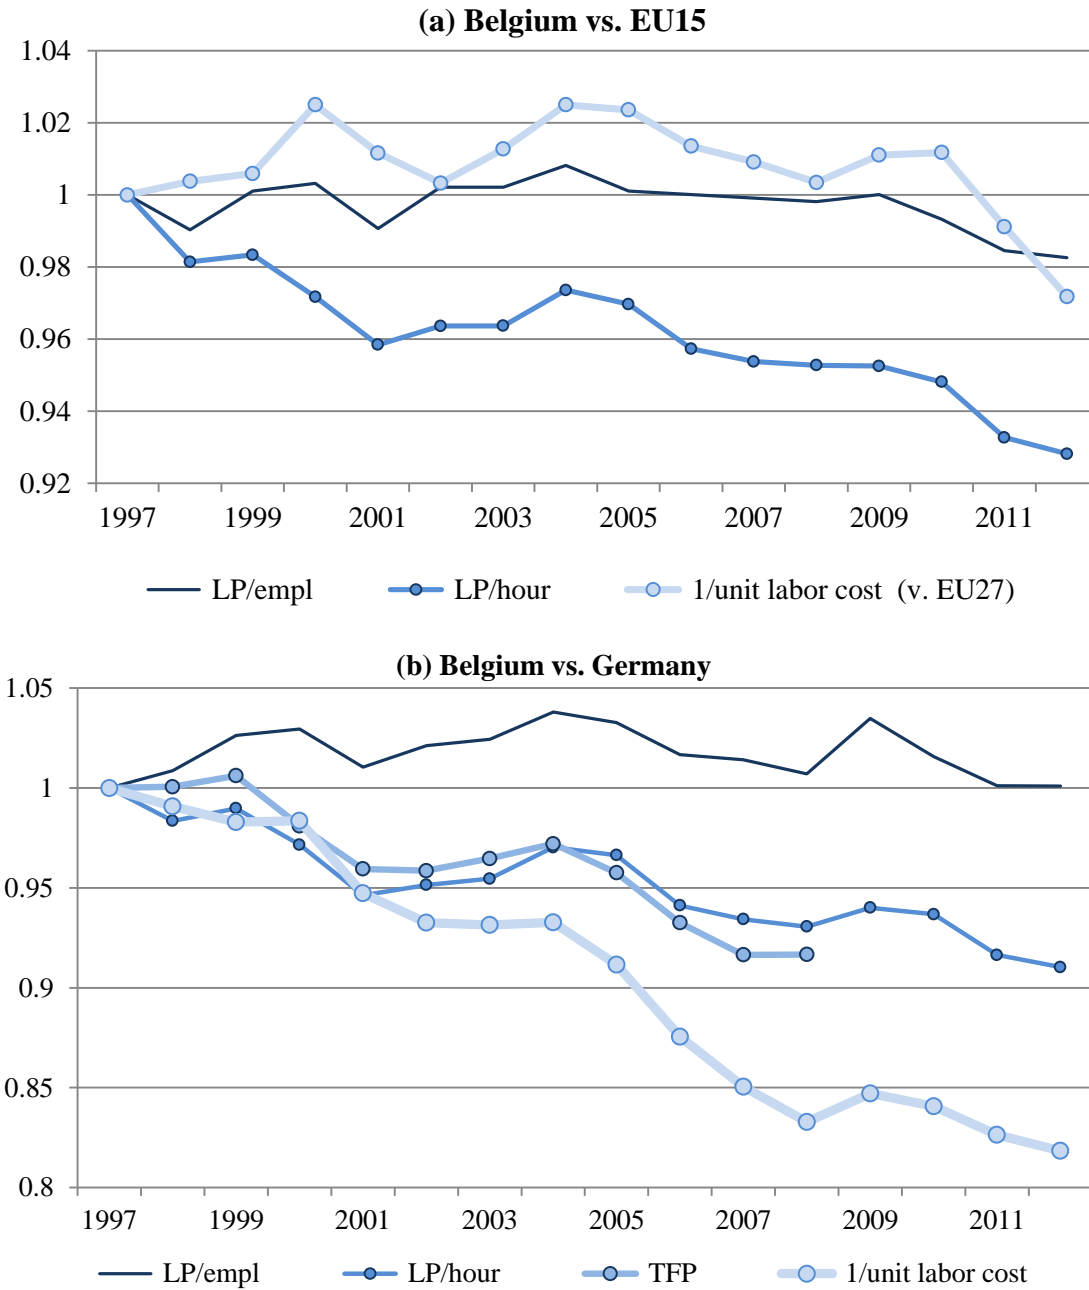 (a) Belgium vs. EU15
1.04
1.02
1
0.98
0.96
0.94
0.92
1997 1999 2001 2003 2005 2007 2009 2011
LP/empl LP/hour 1/unit labor cost (v. EU27)
(b) Belgium vs. Germany
1.05
1
0.95
0.9
0.85
0.8
1997 1999 2001 2003 2005 2007 2009 2011
LP/empl LP/hour TFP 1/unit labor cost